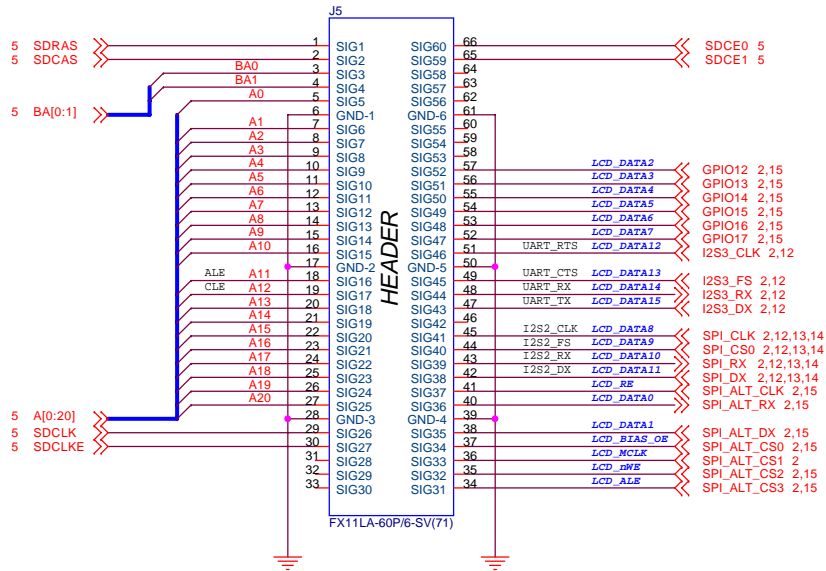 J5
5 SDRAS 1 SIG1 SIG60 66 SDCE0 5
5 SDCAS 2 SIG2 SIG59 65 SDCE1 5
BA0 3 SIG3 SIG58 64
BA1 4 SIG4 SIG57 63
A0 5 SIG5 SIG56 62
5 BA[0:1] 6 GND-1 GND-6 61
A1 7 SIG6 SIG55 60
A2 8 SIG7 SIG54 59
A3 9 SIG8 SIG53 58
A4 10 SIG9 SIG52 57 LCD_DATA2 GPIO12 2,15
A5 11 SIG10 SIG51 56 LCD_DATA3 GPIO13 2,15
A6 12 SIG11 SIG50 55 LCD_DATA4 GPIO14 2,15
A7 13 SIG12 SIG49 54 LCD_DATA5 GPIO15 2,15
A8 14 SIG13 SIG48 53 LCD_DATA6 GPIO16 2,15
A9 15 SIG14 SIG47 52 LCD_DATA7 GPIO17 2,15
A10 16 SIG15 SIG46 51 UART_RTS LCD_DATA12 I2S3_CLK 2,12
17 GND-2 GND-5 50
ALE A11 18 SIG16 SIG45 49 UART_CTS LCD_DATA13 I2S3_FS 2,12
CLE A12 19 SIG17 SIG44 48 UART_RX LCD_DATA14 I2S3_RX 2,12
A13 20 SIG18 SIG43 47 UART_TX LCD_DATA15 I2S3_DX 2,12
A14 21 SIG19 SIG42 46
A15 22 SIG20 SIG41 45 I2S2_CLK LCD_DATA8 SPI_CLK 2,12,13,14
A16 23 SIG21 SIG40 44 I2S2_FS LCD_DATA9 SPI_CS0 2,12,13,14
A17 24 SIG22 SIG39 43 I2S2_RX LCD_DATA10 SPI_RX 2,12,13,14
A18 25 SIG23 SIG38 42 I2S2_DX LCD_DATA11 SPI_DX 2,12,13,14
A19 26 SIG24 SIG37 41 LCD_RE SPI_ALT_CLK 2,15
A20 27 SIG25 SIG36 40 LCD_DATA0 SPI_ALT_RX 2,15
5 A[0:20] 28 GND-3 GND-4 39
5 SDCLK 29 SIG26 SIG35 38 LCD_DATA1 SPI_ALT_DX 2,15
5 SDCLKE 30 SIG27 SIG34 37 LCD_BIAS_OE SPI_ALT_CS0 2,15
31 SIG28 SIG33 36 LCD_MCLK SPI_ALT_CS1 2
32 SIG29 SIG32 35 LCD_nWE SPI_ALT_CS2 2,15
33 SIG30 SIG31 34 LCD_ALE SPI_ALT_CS3 2,15
HEADER
FX11LA-60P/6-SV(71)